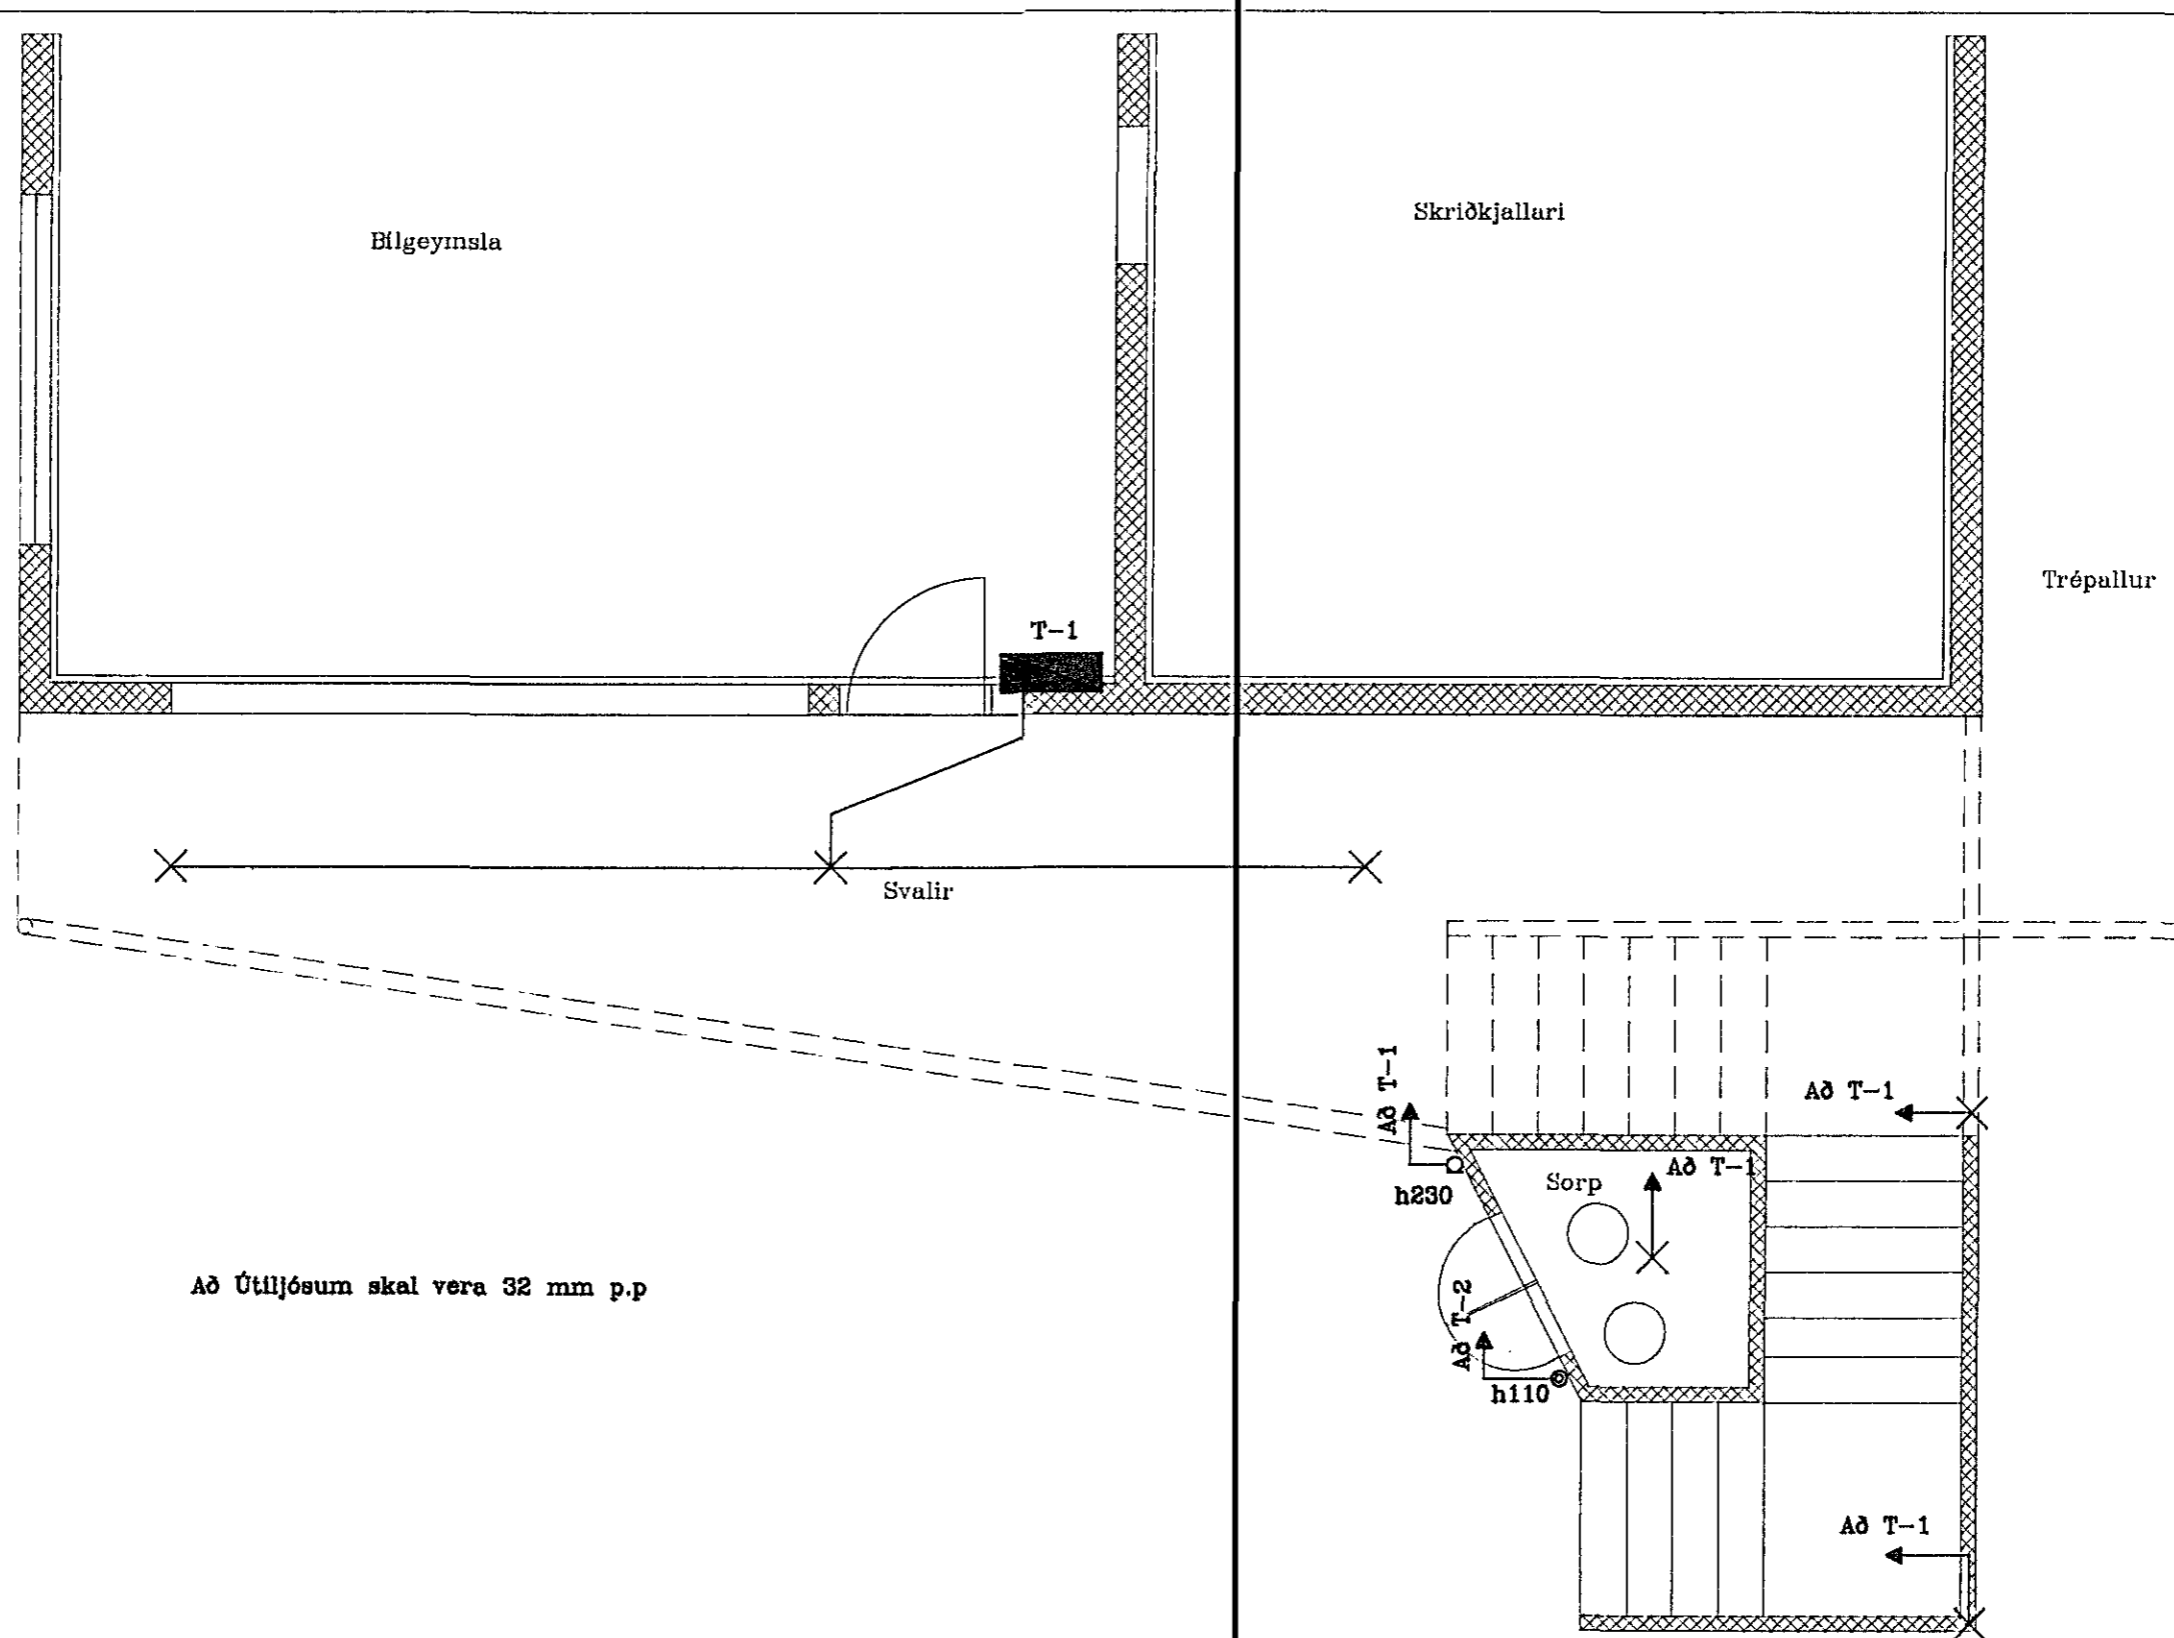 Skriðkjallari
Bílgeymsla
Trépallur
T-1
Svalir
Að T-1
Að T-1
Að T-1
Sorp
h230
Að Útiljósum skal vera 32 mm p.p
Að T-2
h110
Að T-1